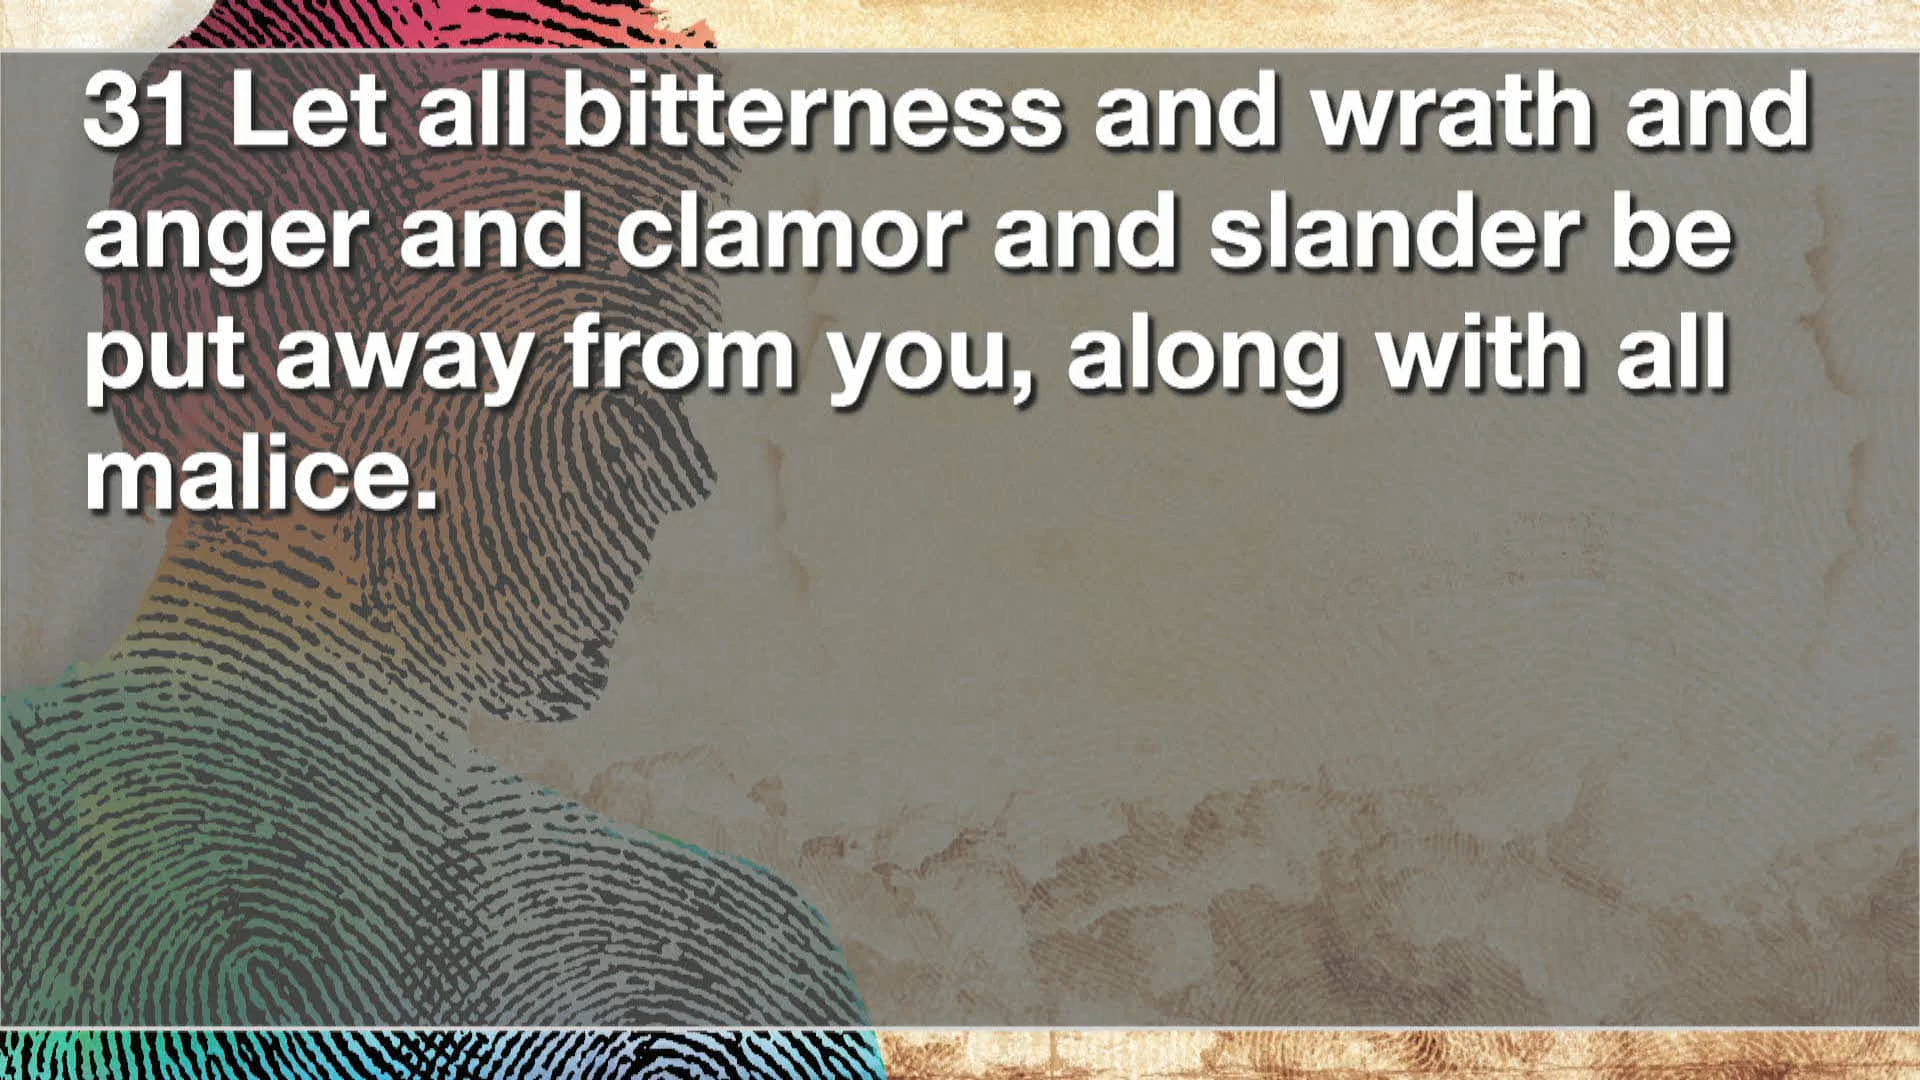 31 Let all bitterness and wrath and
anger and clamor and slander be
put away from you, along with all
malice.